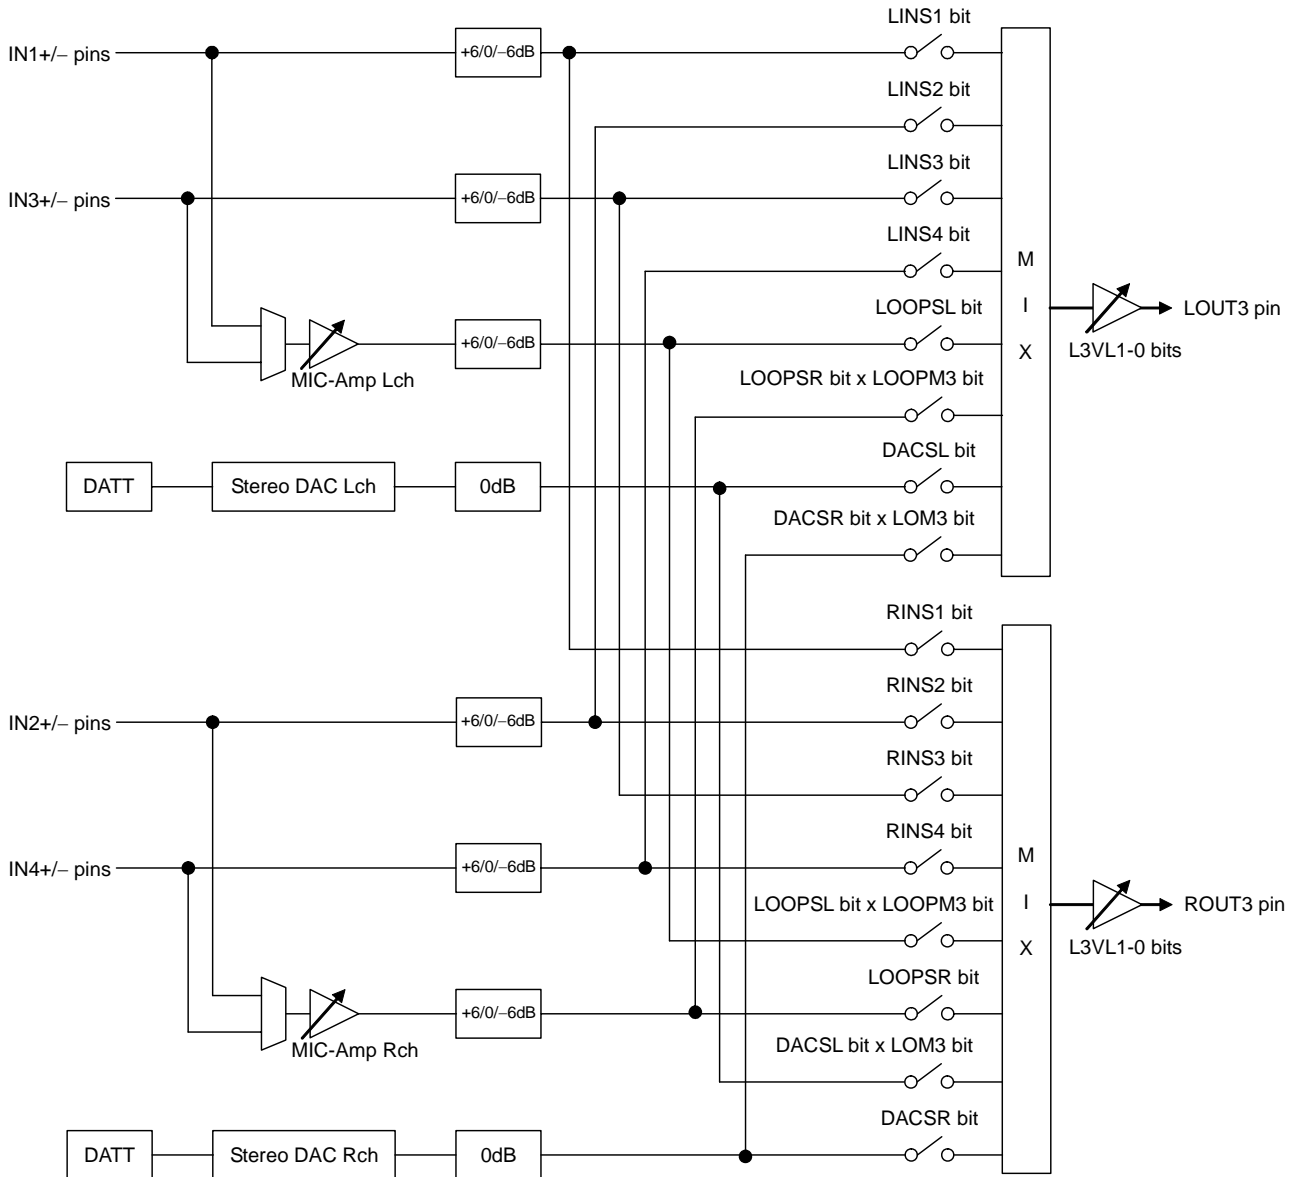 LINS1 bit
IN1+/− pins
+6/0/−6dB
LINS2 bit
LINS3 bit
IN3+/− pins
+6/0/−6dB
LINS4 bit
M
I
X
LOUT3 pin
L3VL1-0 bits
LOOPSL bit
+6/0/−6dB
MIC-Amp Lch
LOOPSR bit x LOOPM3 bit
DACSL bit
DATT
Stereo DAC Lch
0dB
DACSR bit x LOM3 bit
RINS1 bit
RINS2 bit
IN2+/− pins
+6/0/−6dB
RINS3 bit
RINS4 bit
IN4+/− pins
+6/0/−6dB
M
I
X
ROUT3 pin
L3VL1-0 bits
LOOPSL bit x LOOPM3 bit
LOOPSR bit
+6/0/−6dB
MIC-Amp Rch
DACSL bit x LOM3 bit
DACSR bit
DATT
Stereo DAC Rch
0dB